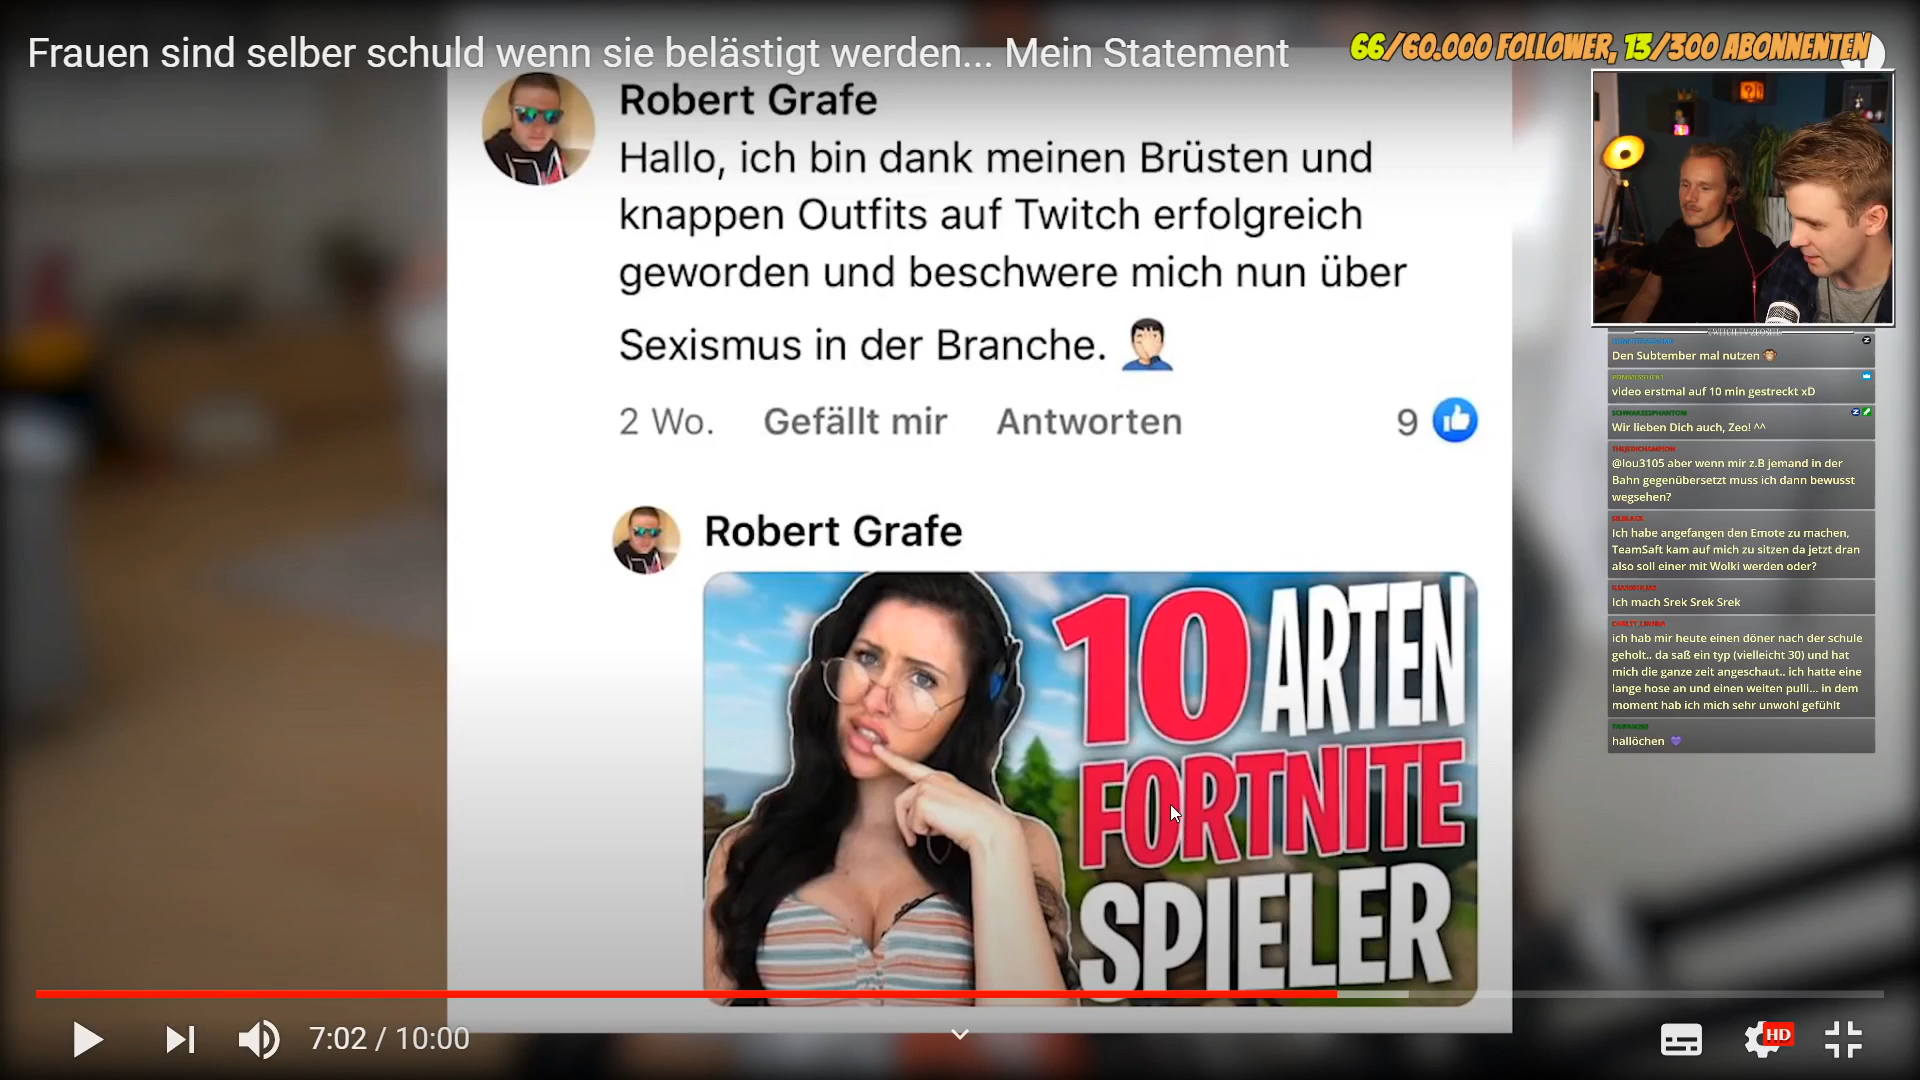 Frauen sind selber schuld wenn sie belästigt werden... Mein Statement
66/60.000 FOLLOWER, 13/300 ABONNENTEN
Robert Grafe
Hallo, ich bin dank meinen Brüsten und
knappen Outfits auf Twitch erfolgreich
geworden und beschwere mich nun über
Sexismus in der Branche. 🤦🏻‍♂️
2 Wo. Gefällt mir Antworten 9
Robert Grafe
10 ARTEN
FORTNITE
SPIELER
Den Subtember mal nutzen
video erstmal auf 10 min gestreckt xD
SCHWARZESPHANTOM
Wir lieben Dich auch, Zeo! ^^
THEJEDICHAMPION
@lou3105 aber wenn mir z.B jemand in der
Bahn gegenübersetzt muss ich dann bewusst
wegsehen?
Ich habe angefangen den Emote zu machen,
TeamSaft kam auf mich zu sitzen da jetzt dran
also soll einer mit Wolki werden oder?
Ich mach Srek Srek Srek
ich hab mir heute einen döner nach der schule
geholt.. da saß ein typ (vielleicht 30) und hat
mich die ganze zeit angeschaut.. ich hatte eine
lange hose an und einen weiten pulli... in dem
moment hab ich mich sehr unwohl gefühlt
hallöchen 💜
7:02 / 10:00
HD